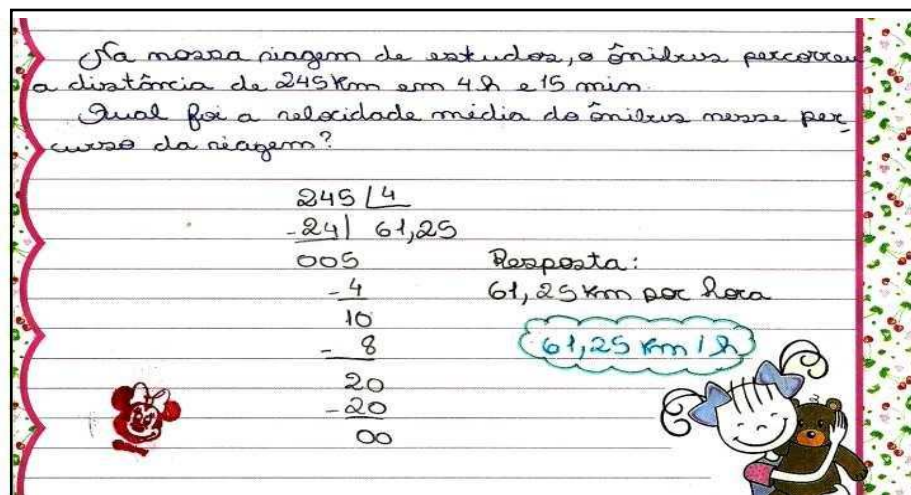 Na nossa viagem de estudos, o ônibus percorreu
a distância de 245 Km em 4 h e 15 min.
Qual foi a velocidade média do ônibus nesse per-
curso da viagem?
245 | 4
-24 | 61,25
005
-4
10
- 8
20
-20
00
Resposta:
61,25 Km por hora
61,25 Km/h